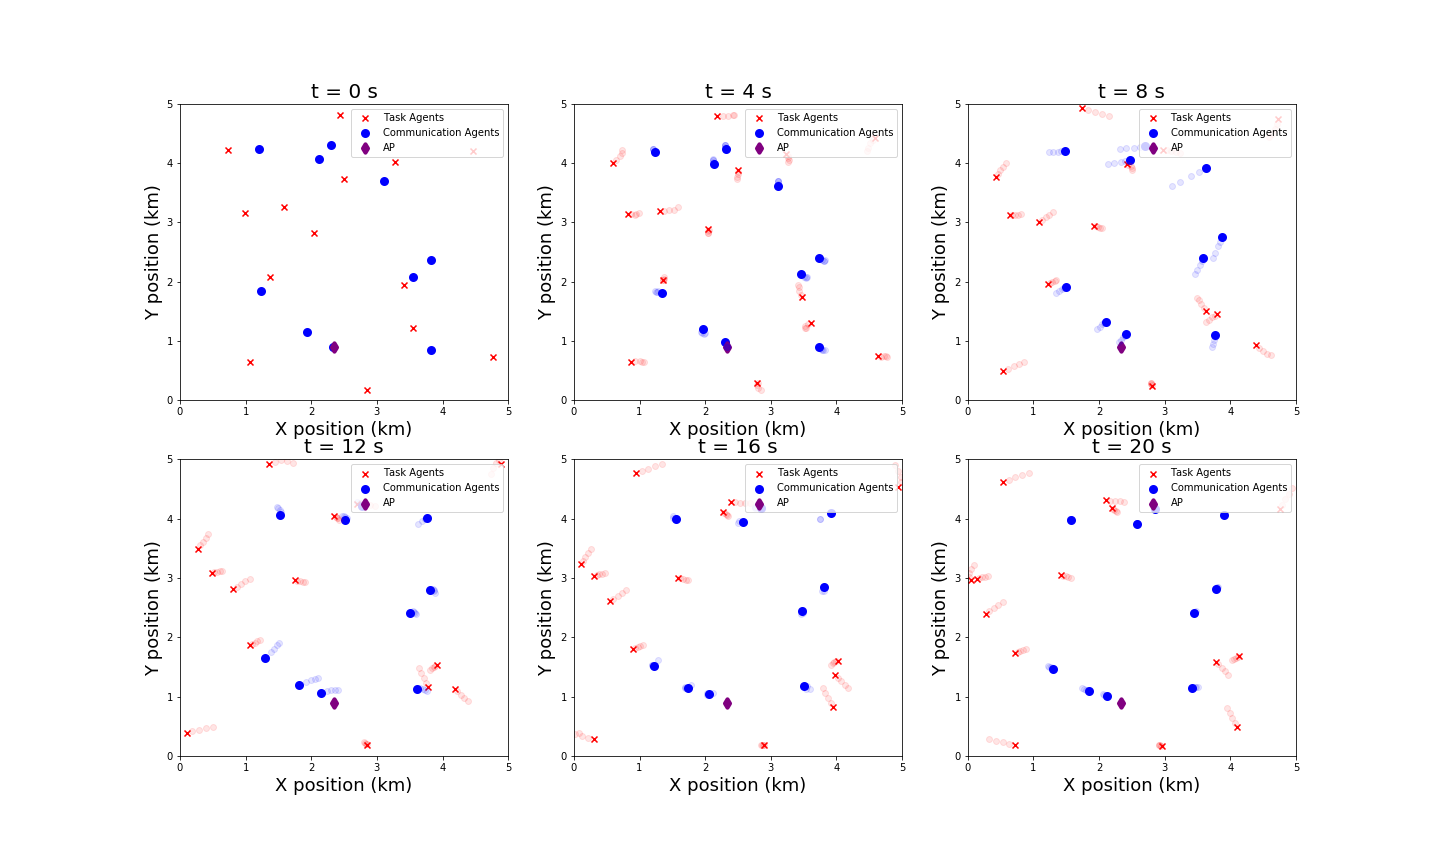 t = 0 s
5
4
3
2
1
0
Y position (km)
Task Agents
Communication Agents
AP
0 1 2 3 4 5
X position (km)
t = 4 s
5
4
3
2
1
0
Y position (km)
Task Agents
Communication Agents
AP
0 1 2 3 4 5
X position (km)
t = 8 s
5
4
3
2
1
0
Y position (km)
Task Agents
Communication Agents
AP
0 1 2 3 4 5
X position (km)
t = 12 s
5
4
3
2
1
0
Y position (km)
Task Agents
Communication Agents
AP
0 1 2 3 4 5
X position (km)
t = 16 s
5
4
3
2
1
0
Y position (km)
Task Agents
Communication Agents
AP
0 1 2 3 4 5
X position (km)
t = 20 s
5
4
3
2
1
0
Y position (km)
Task Agents
Communication Agents
AP
0 1 2 3 4 5
X position (km)